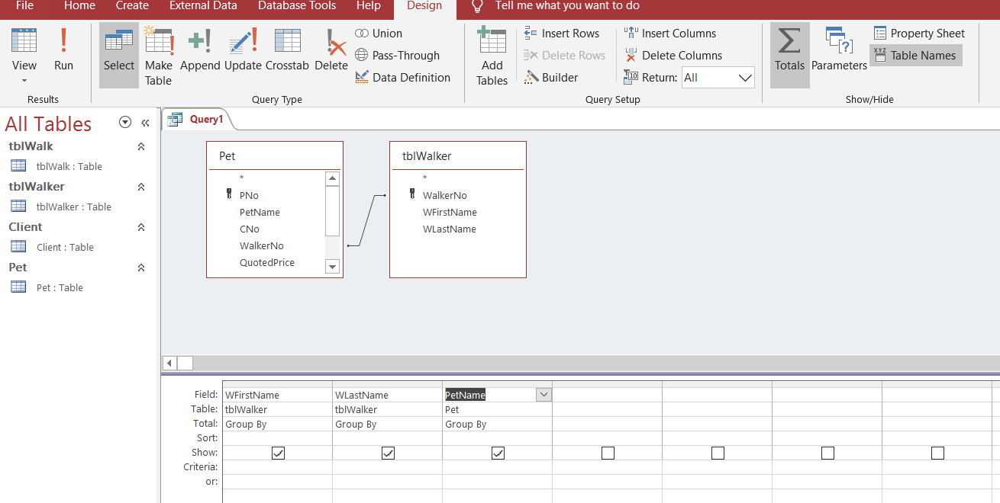 File Home Create External Data Database Tools Help Design Tell me what you want to do
View Run Select Make Table Append Update Crosstab Delete
Union
Pass-Through
Data Definition
Add Tables
Insert Rows
Delete Rows
Builder
Insert Columns
Delete Columns
Return: All
Totals Parameters
Property Sheet
XYZ Table Names
Results Query Type Query Setup Show/Hide
All Tables
tblWalk
tblWalk : Table
tblWalker
tblWalker : Table
Client
Client : Table
Pet
Pet : Table
Query1
Pet
*
PNo
PetName
CNo
WalkerNo
QuotedPrice
tblWalker
*
WalkerNo
WFirstName
WLastName
Field: WFirstName WLastName PetName
Table: tblWalker tblWalker Pet
Total: Group By Group By Group By
Sort:
Show:
Criteria:
or: